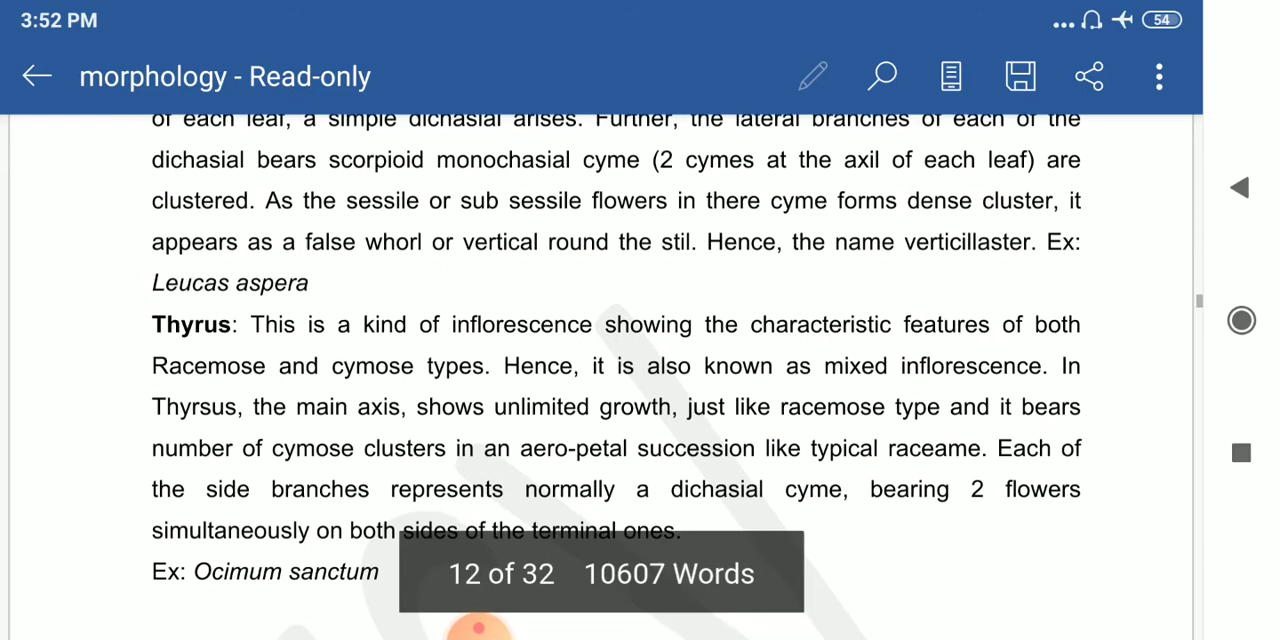 3:52 PM
54
morphology - Read-only
of each leaf, a simple dichasial arises. Further, the lateral branches of each of the
dichasial bears scorpioid monochasial cyme (2 cymes at the axil of each leaf) are
clustered. As the sessile or sub sessile flowers in there cyme forms dense cluster, it
appears as a false whorl or vertical round the stil. Hence, the name verticillaster. Ex:
Leucas aspera
Thyrus: This is a kind of inflorescence showing the characteristic features of both
Racemose and cymose types. Hence, it is also known as mixed inflorescence. In
Thyrsus, the main axis, shows unlimited growth, just like racemose type and it bears
number of cymose clusters in an aero-petal succession like typical raceame. Each of
the side branches represents normally a dichasial cyme, bearing 2 flowers
simultaneously on both sides of the terminal ones.
Ex: Ocimum sanctum
12 of 32 10607 Words